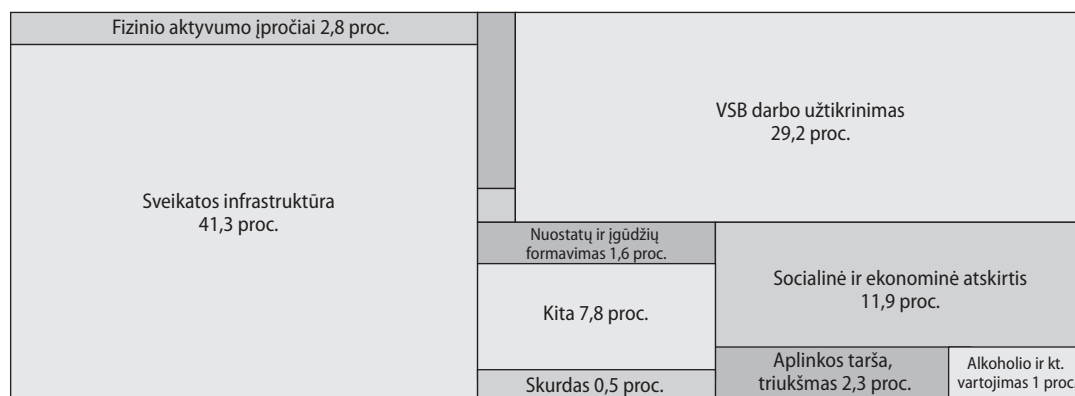 Fizinio aktyvumo įpročiai 2,8 proc.
Sveikatos infrastruktūra
41,3 proc.
VSB darbo užtikrinimas
29,2 proc.
Nuostatų ir įgūdžių
formavimas 1,6 proc.
Kita 7,8 proc.
Skurdas 0,5 proc.
Socialinė ir ekonominė atskirtis
11,9 proc.
Aplinkos tarša,
triukšmas 2,3 proc.
Alkoholio ir kt.
vartojimas 1 proc.